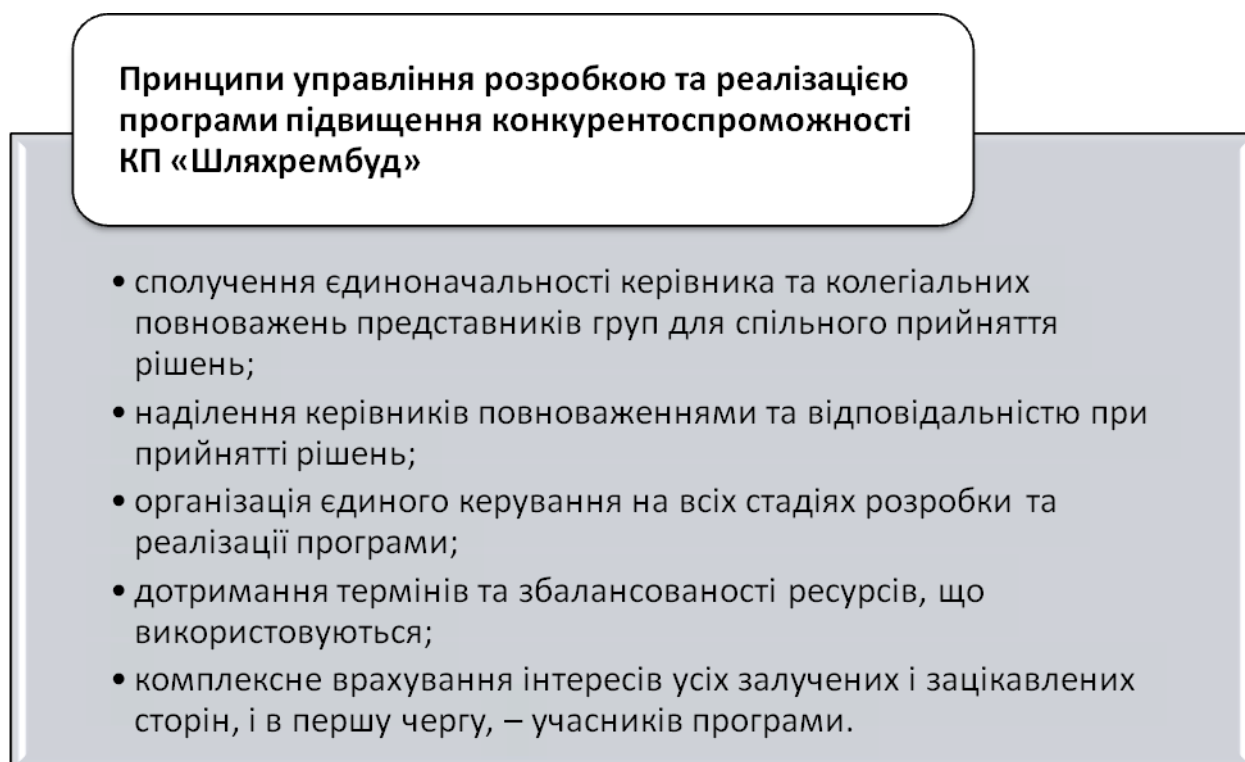 Принципи управління розробкою та реалізацією
програми підвищення конкурентоспроможності
КП «Шляхрембуд»
• сполучення єдиноначальності керівника та колегіальних
повноважень представників груп для спільного прийняття
рішень;
• наділення керівників повноваженнями та відповідальністю при
прийнятті рішень;
• організація єдиного керування на всіх стадіях розробки та
реалізації програми;
• дотримання термінів та збалансованості ресурсів, що
використовуються;
• комплексне врахування інтересів усіх залучених і зацікавлених
сторін, і в першу чергу, – учасників програми.